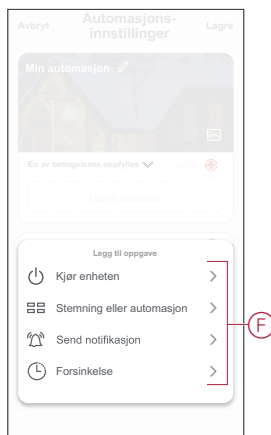 Avbryt
Automasjons-
innstillinger
Lagre
Min automasjon
En av betingelsene oppfylles
Legg til oppgave
Kjør enheten
Stemning eller automasjon
Send notifikasjon
Forsinkelse
F